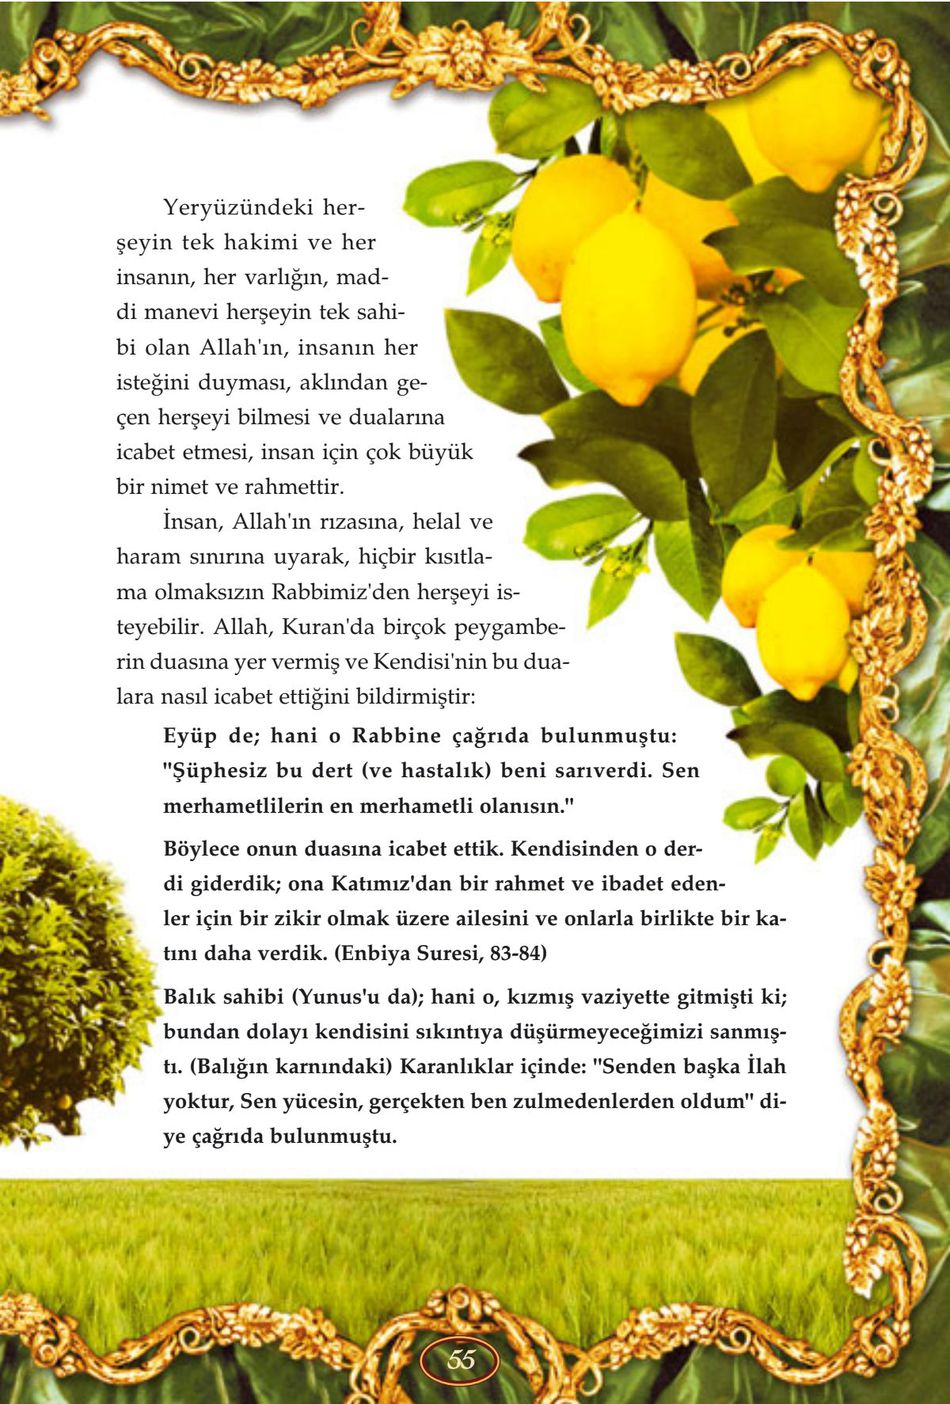 Yeryüzündeki her-
şeyin tek hakimi ve her
insanın, her varlığın, mad-
di manevi herşeyin tek sahi-
bi olan Allah'ın, insanın her
isteğini duyması, aklından ge-
çen herşeyi bilmesi ve dualarına
icabet etmesi, insan için çok büyük
bir nimet ve rahmettir.
İnsan, Allah'ın rızasına, helal ve
haram sınırına uyarak, hiçbir kısıtla-
ma olmaksızın Rabbimiz'den herşeyi is-
teyebilir. Allah, Kuran'da birçok peygambe-
rin duasına yer vermiş ve Kendisi'nin bu dua-
lara nasıl icabet ettiğini bildirmiştir:
Eyüp de; hani o Rabbine çağrıda bulunmuştu:
"Şüphesiz bu dert (ve hastalık) beni sarıverdi. Sen
merhametlilerin en merhametli olanısın."
Böylece onun duasına icabet ettik. Kendisinden o der-
di giderdik; ona Katımız'dan bir rahmet ve ibadet eden-
ler için bir zikir olmak üzere ailesini ve onlarla birlikte bir ka-
tını daha verdik. (Enbiya Suresi, 83-84)
Balık sahibi (Yunus'u da); hani o, kızmış vaziyette gitmişti ki;
bundan dolayı kendisini sıkıntıya düşürmeyeceğimizi sanmış-
tı. (Balığın karnındaki) Karanlıklar içinde: "Senden başka İlah
yoktur, Sen yücesin, gerçekten ben zulmedenlerden oldum" di-
ye çağrıda bulunmuştu.
55